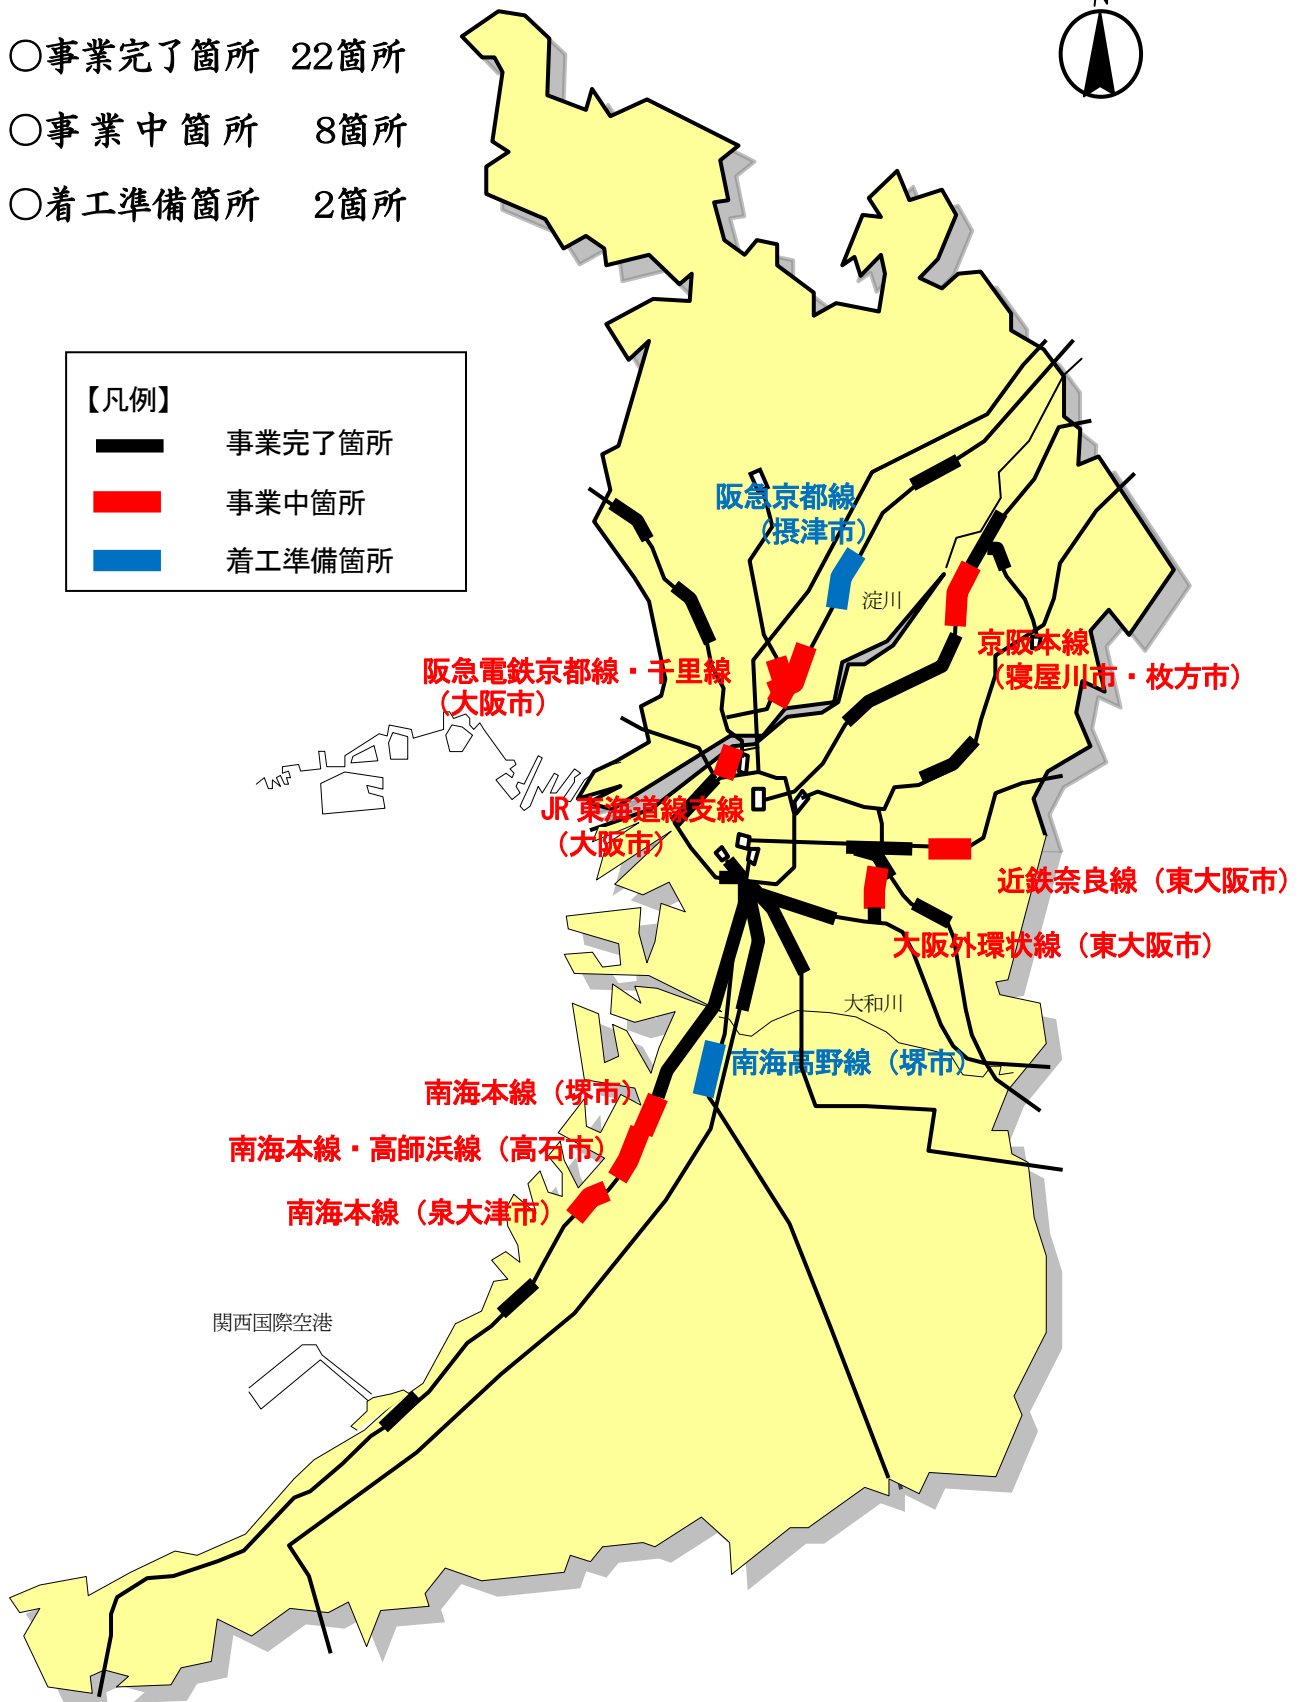 N
○事業完了箇所 22箇所
○事業中箇所 8箇所
○着工準備箇所 2箇所
【凡例】
事業完了箇所
事業中箇所
着工準備箇所
阪急京都線
（摂津市）
淀川
京阪本線
（寝屋川市・枚方市）
阪急電鉄京都線・千里線
（大阪市）
JR東海道線支線
（大阪市）
近鉄奈良線（東大阪市）
大阪外環状線（東大阪市）
大和川
南海高野線（堺市）
南海本線（堺市）
南海本線・高師浜線（高石市）
南海本線（泉大津市）
関西国際空港